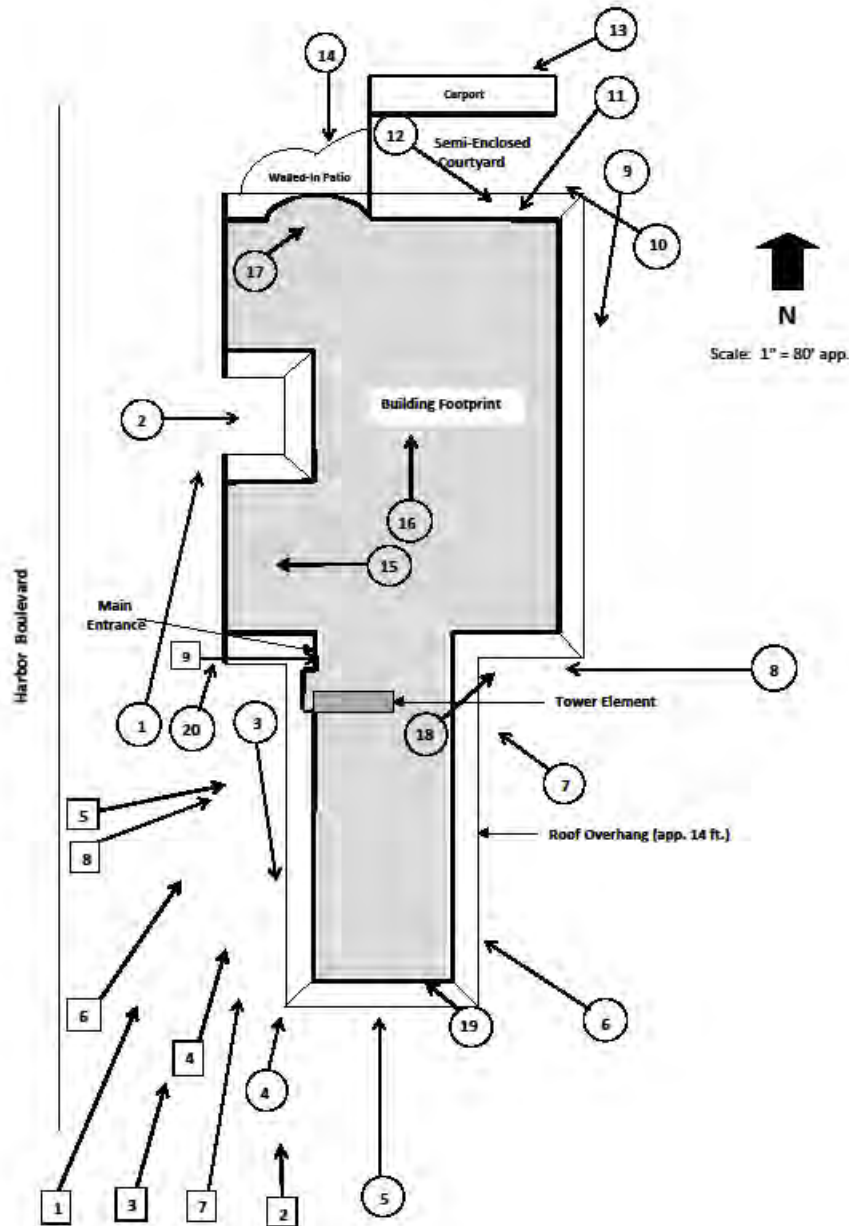 13
14
Carport
11
12
Semi-Enclosed
Courtyard
9
Walled-In Patio
10
17
N
Scale: 1" = 80' app.
Building Footprint
2
16
15
Harbor Boulevard
Main
Entrance
9
8
1
20
3
18
Tower Element
7
5
8
Roof Overhang (app. 14 ft.)
6
4
19
6
4
1
3
7
2
5